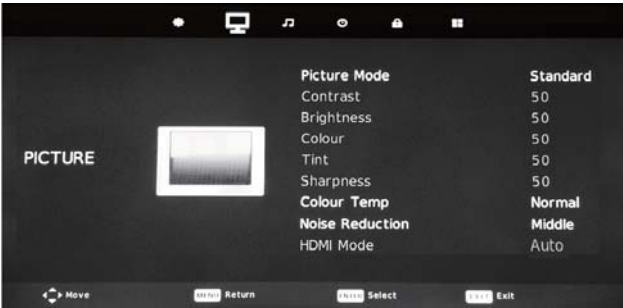 Picture Mode Standard
Contrast 50
Brightness 50
Colour 50
Tint 50
Sharpness 50
PICTURE
Colour Temp Normal
Noise Reduction Middle
HDMI Mode Auto
Move MENU Return ENTER Select EXIT Exit